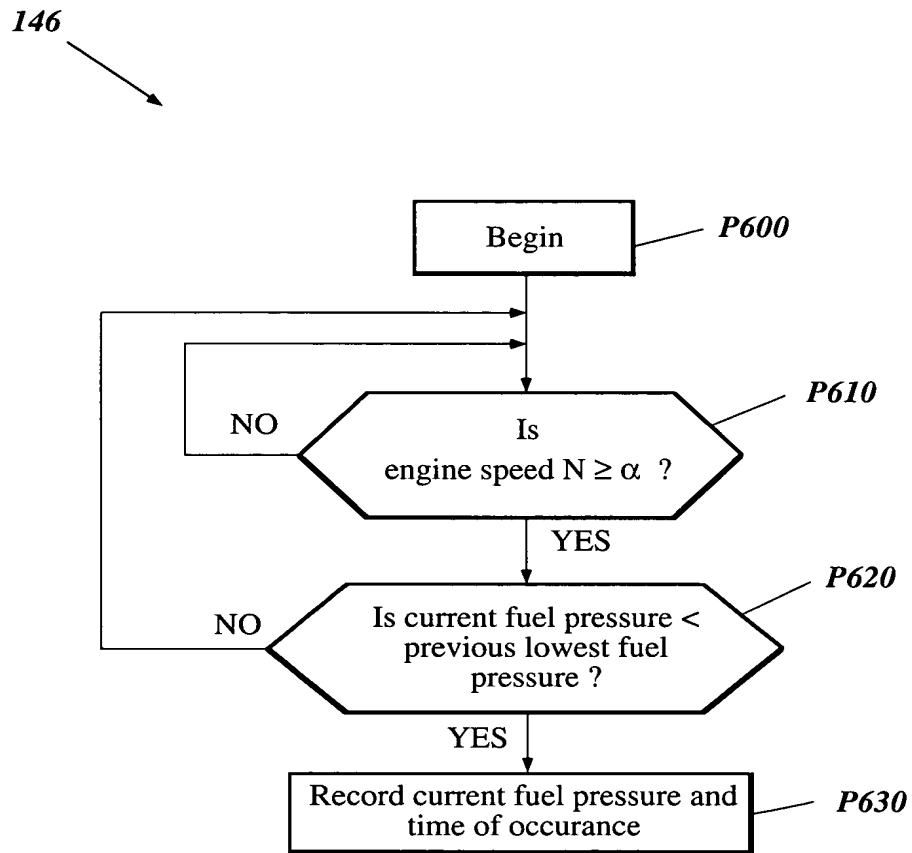 146
Begin
P600
P610
NO
Is
engine speed N ≥ α ?
YES
P620
NO
Is current fuel pressure <
previous lowest fuel
pressure ?
YES
Record current fuel pressure and
time of occurance
P630